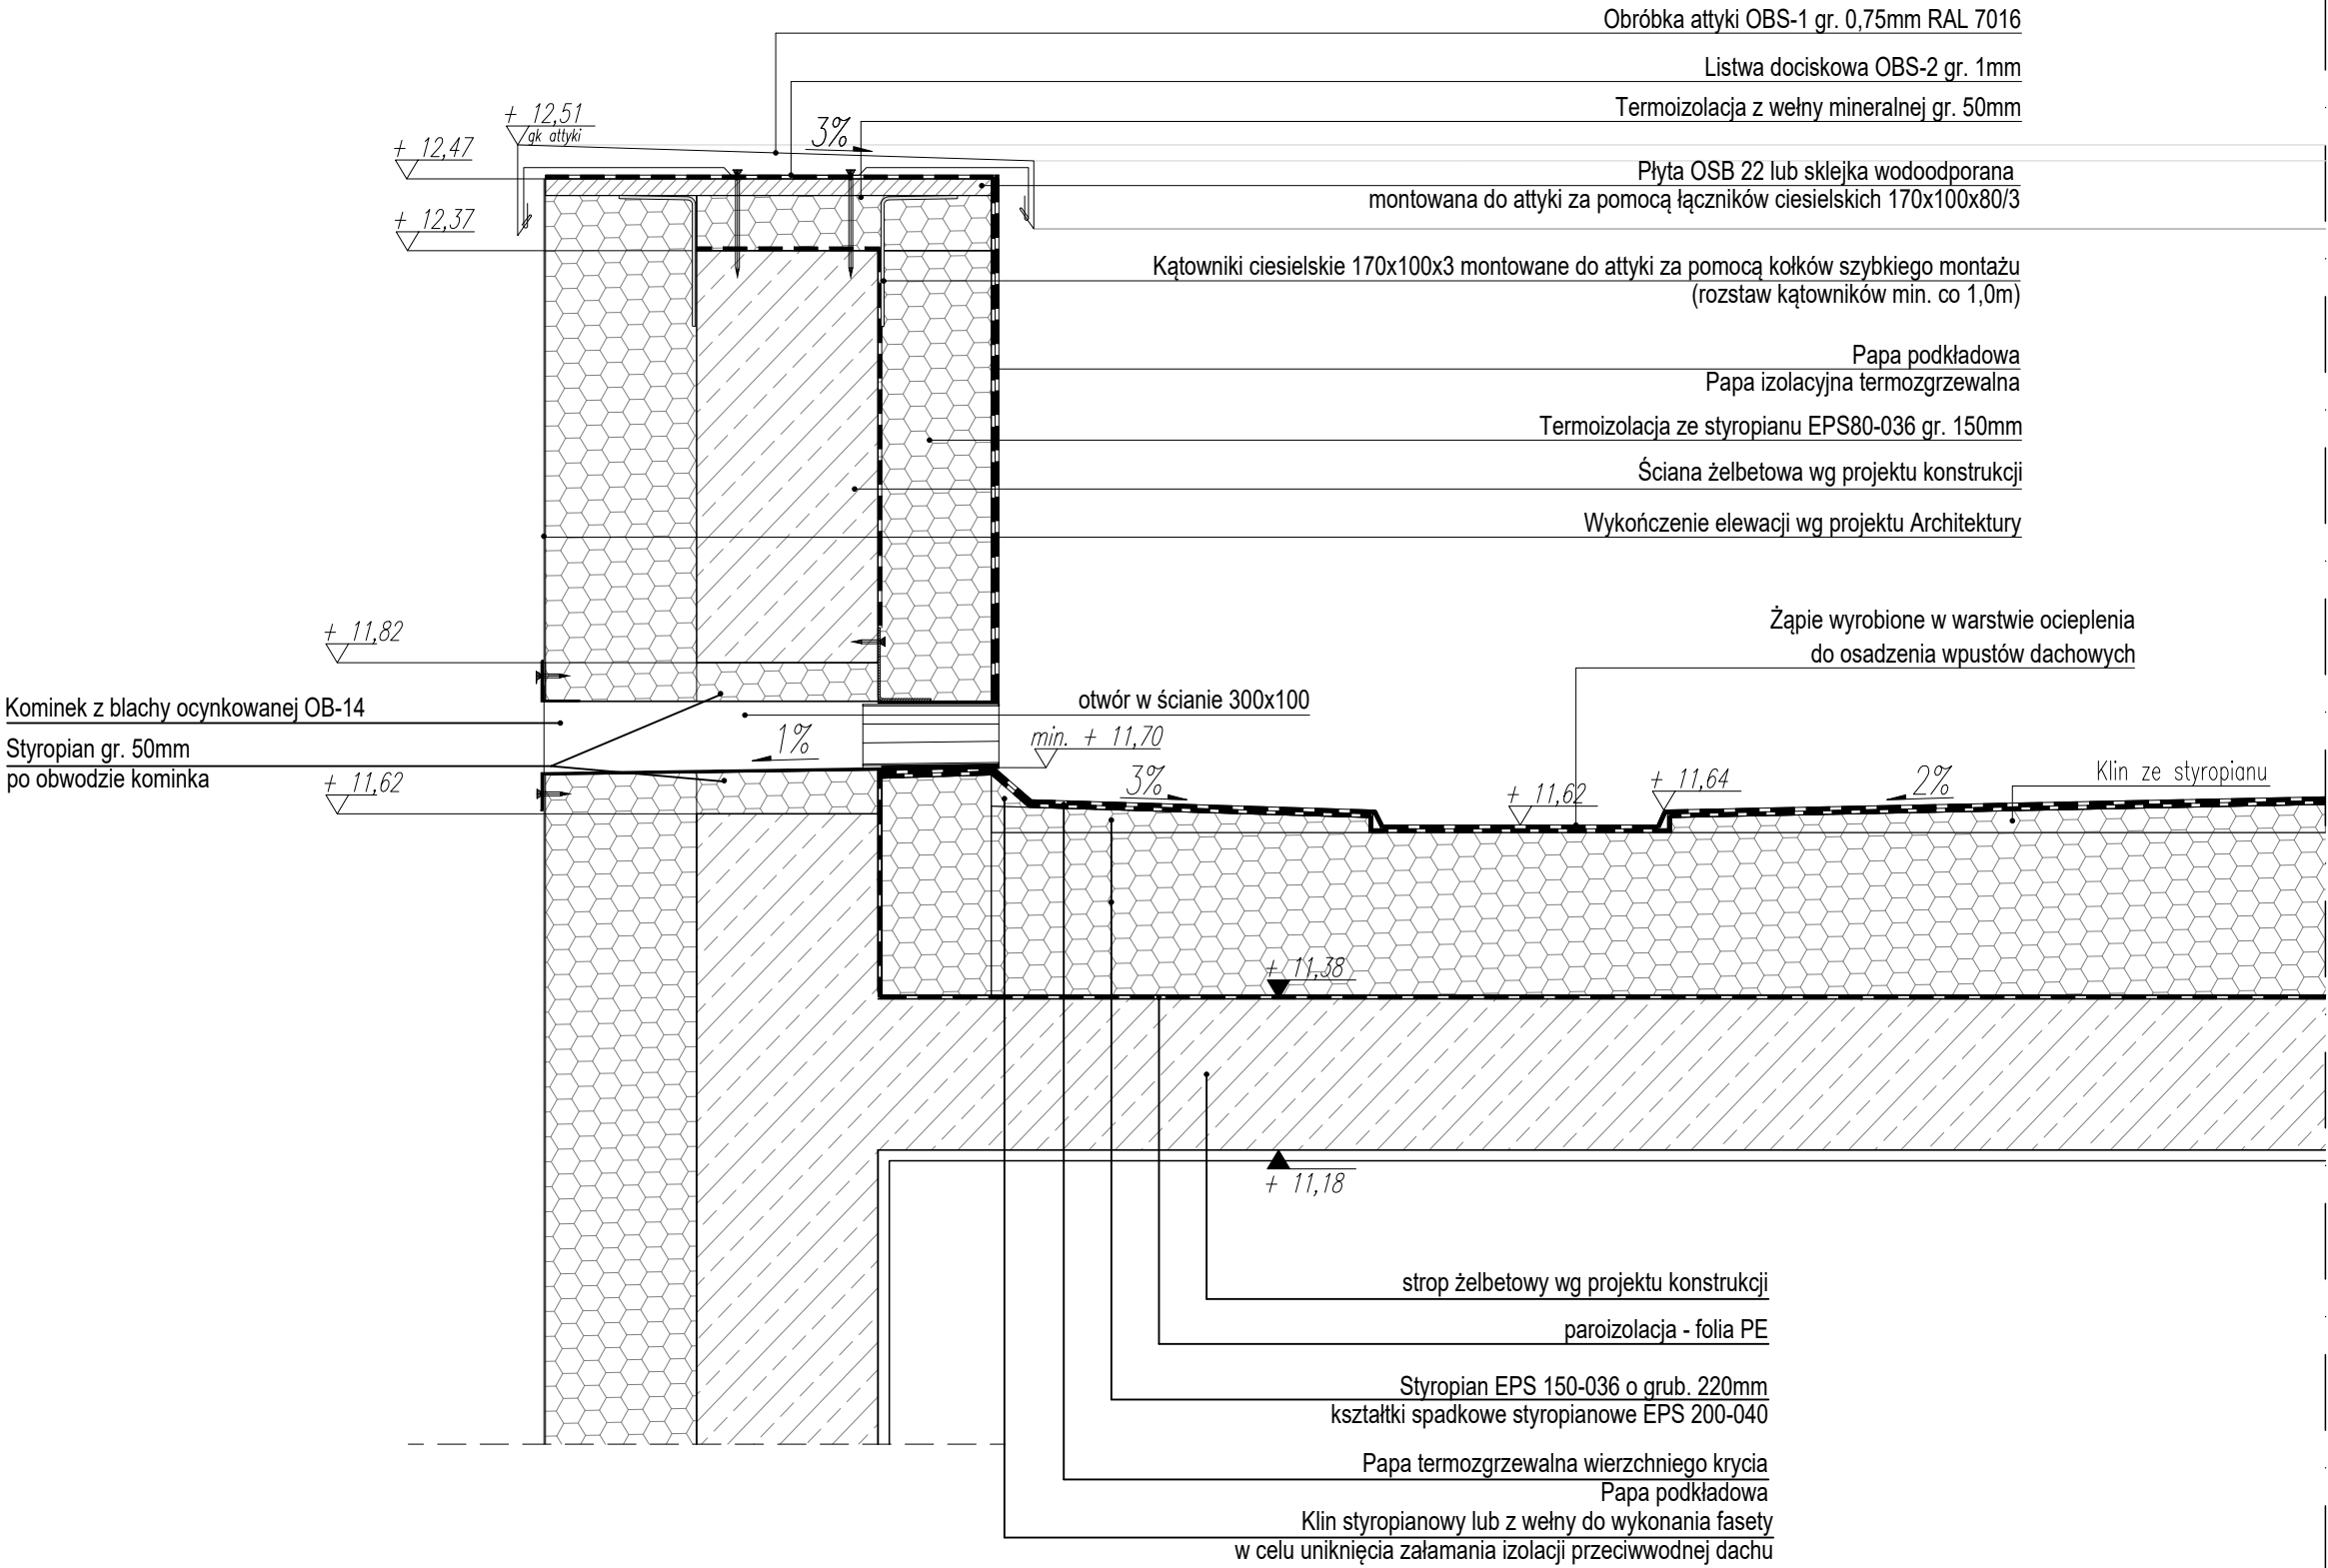 Obróbka attyki OBS-1 gr. 0,75mm RAL 7016
Listwa dociskowa OBS-2 gr. 1mm
Termoizolacja z wełny mineralnej gr. 50mm
+ 12,51
gk attyki
3%
+ 12,47
Płyta OSB 22 lub sklejka wodoodporana
montowana do attyki za pomocą łączników ciesielskich 170x100x80/3
+ 12,37
Kątowniki ciesielskie 170x100x3 montowane do attyki za pomocą kołków szybkiego montażu
(rozstaw kątowników min. co 1,0m)
Papa podkładowa
Papa izolacyjna termozgrzewalna
Termoizolacja ze styropianu EPS80-036 gr. 150mm
Ściana żelbetowa wg projektu konstrukcji
Wykończenie elewacji wg projektu Architektury
+ 11,82
Żąpie wyrobione w warstwie ocieplenia
do osadzenia wpustów dachowych
Kominek z blachy ocynkowanej OB-14
otwór w ścianie 300x100
Styropian gr. 50mm
po obwodzie kominka
1%
min. + 11,70
+ 11,62
3%
+ 11,62
+ 11,64
2%
Klin ze styropianu
+ 11,38
+ 11,18
strop żelbetowy wg projektu konstrukcji
paroizolacja - folia PE
Styropian EPS 150-036 o grub. 220mm
kształtki spadkowe styropianowe EPS 200-040
Papa termozgrzewalna wierzchniego krycia
Papa podkładowa
Klin styropianowy lub z wełny do wykonania fasety
w celu uniknięcia załamania izolacji przeciwwodnej dachu